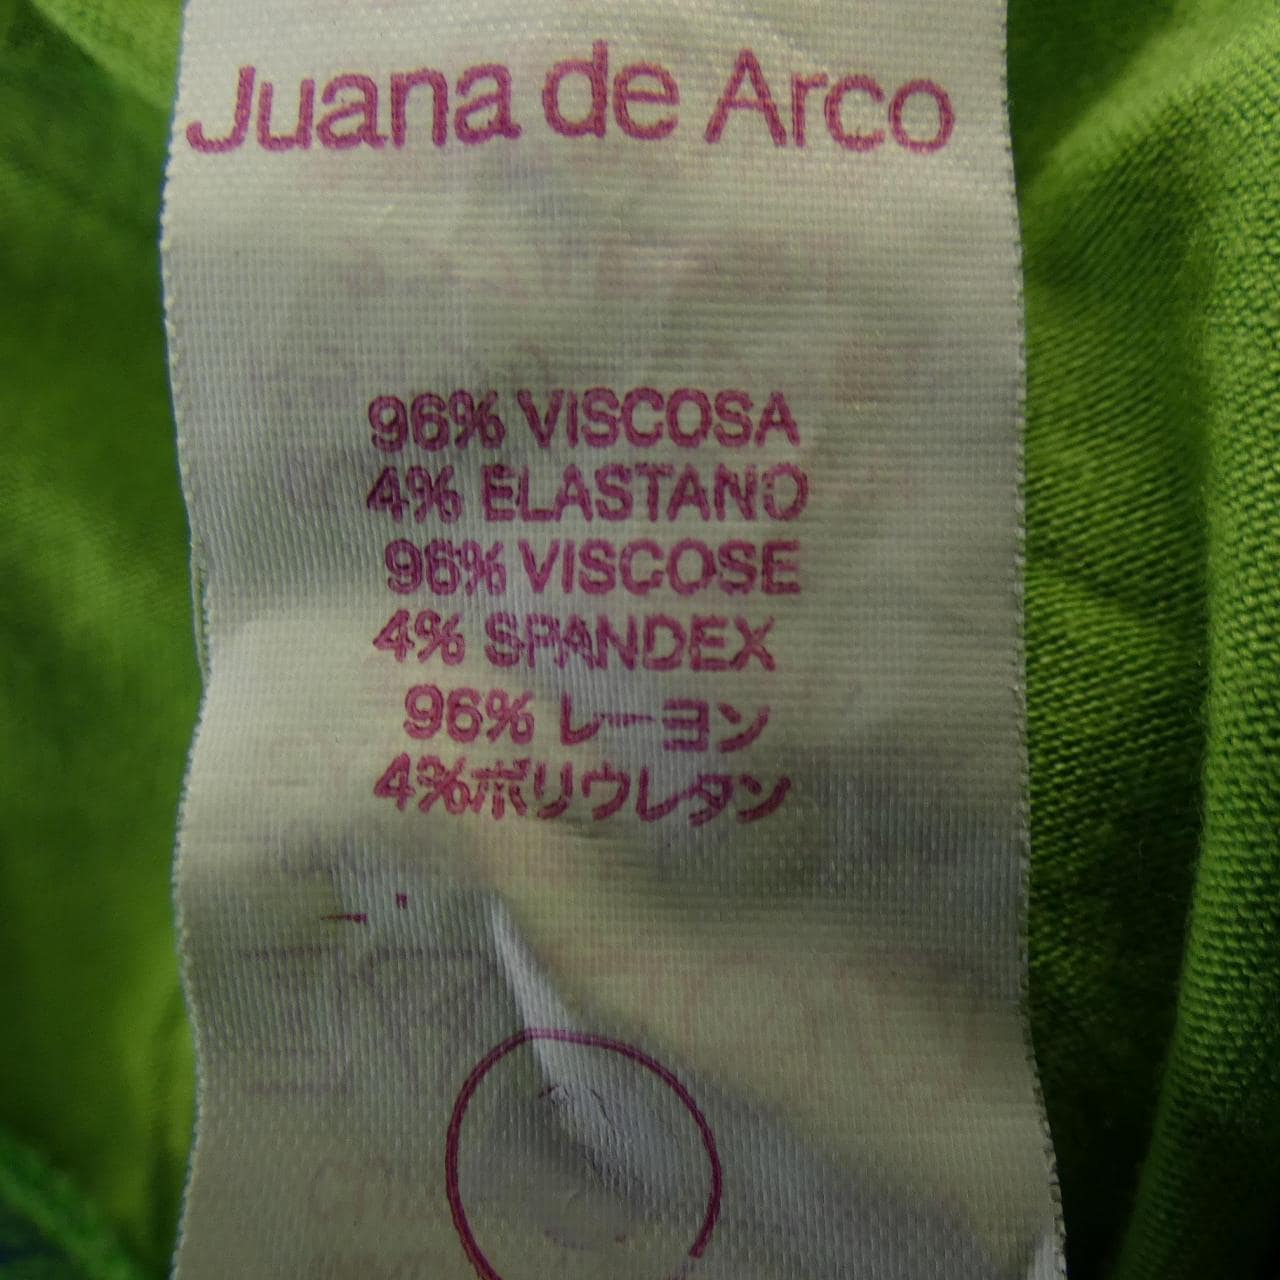 Juana de Arco
96% VISCOSA
4% ELASTANO
96% VISCOSE
4% SPANDEX
96% レーヨン
4%ポリウレタン